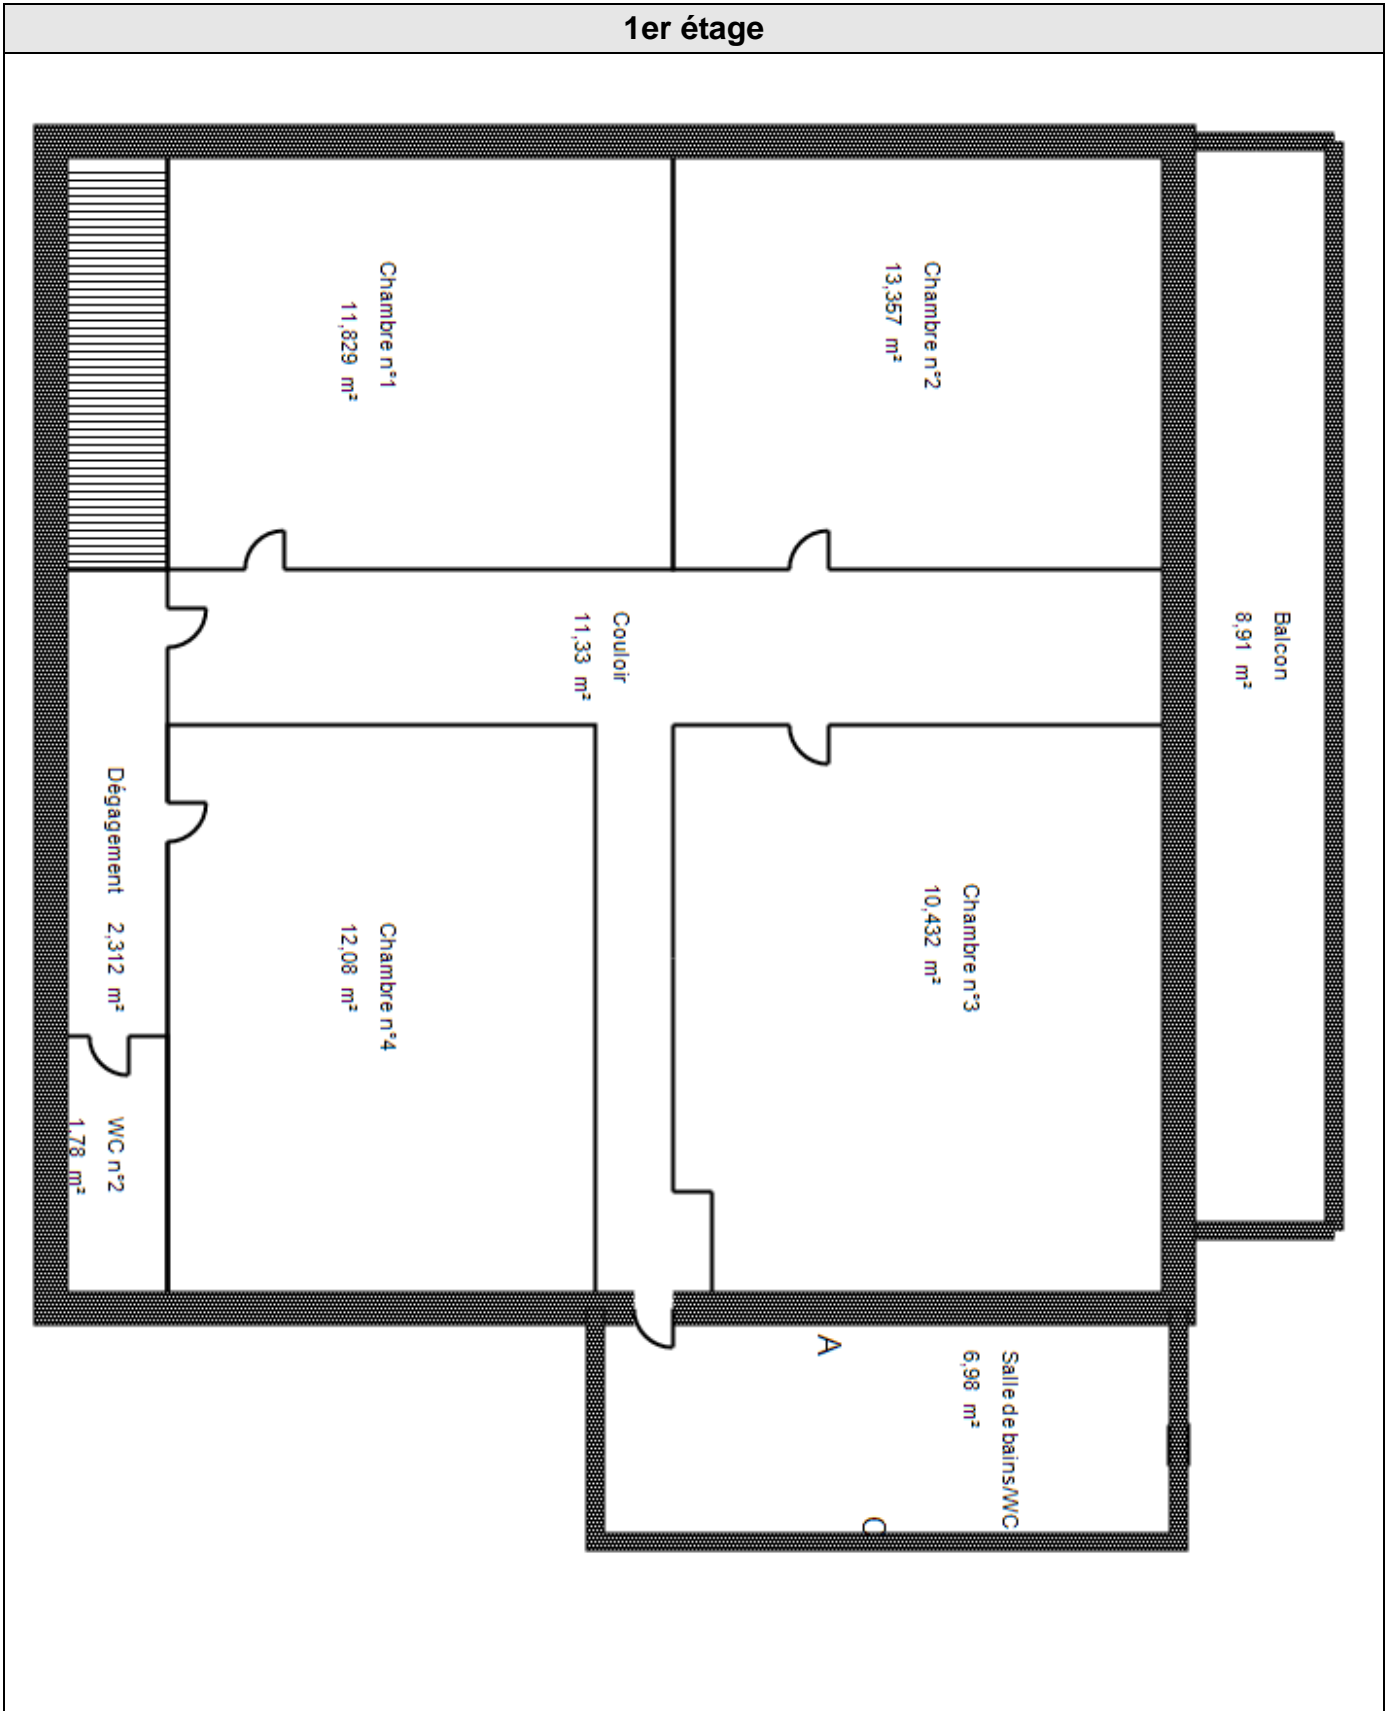 1er étage
Chambre n°1
11,829 m²
Chambre n°2
13,357 m²
Balcon
8,91 m²
Couloir
11,33 m²
Dégagement 2,312 m²
Chambre n°3
10,432 m²
Chambre n°4
12,08 m²
WC n°2
1,78 m²
A
Salle de bains/WC
6,98 m²
C